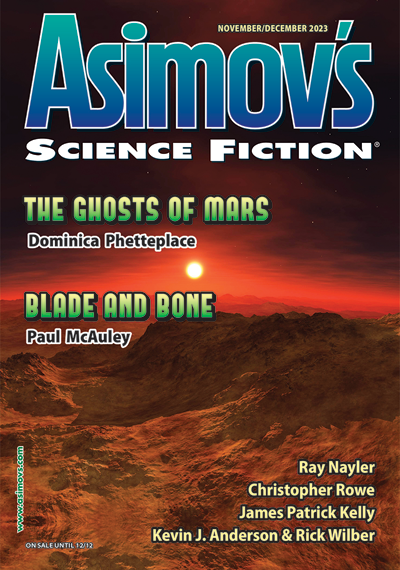 NOVEMBER/DECEMBER 2023
Asimov's
SCIENCE FICTION®
THE GHOSTS OF MARS
Dominica Phetteplace
BLADE AND BONE
Paul McAuley
Ray Nayler
Christopher Rowe
James Patrick Kelly
Kevin J. Anderson & Rick Wilber
www.asimovs.com
ON SALE UNTIL 12/12